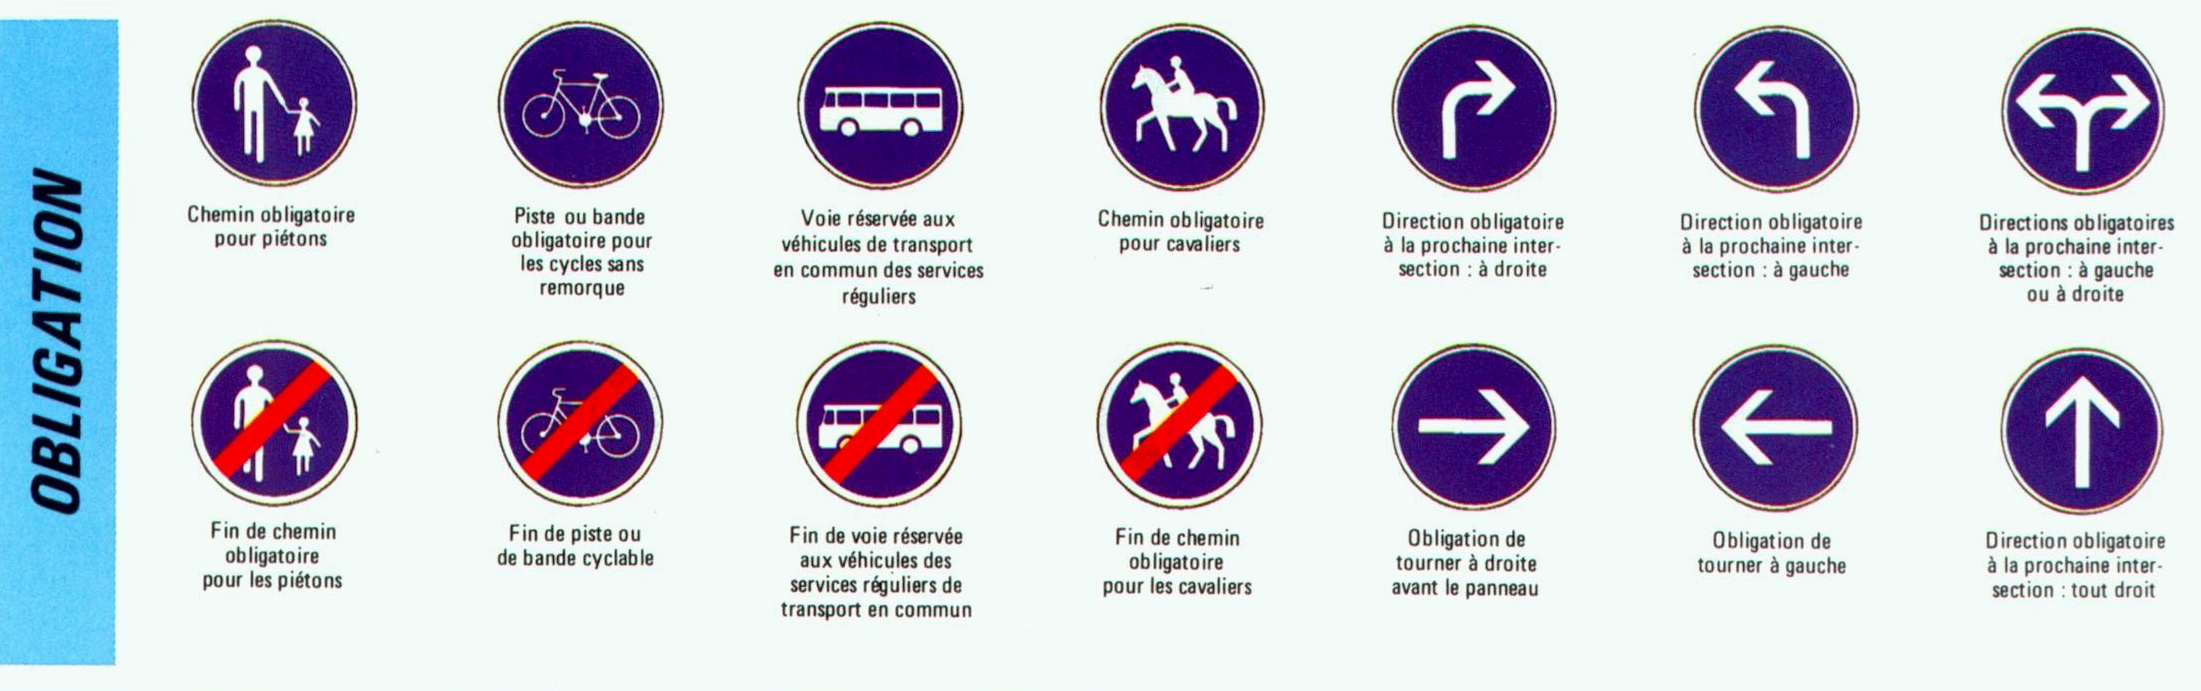 OBLIGATION
Chemin obligatoire
pour piétons
Piste ou bande
obligatoire pour
les cycles sans
remorque
Voie réservée aux
véhicules de transport
en commun des services
réguliers
Chemin obligatoire
pour cavaliers
Direction obligatoire
à la prochaine inter-
section : à droite
Direction obligatoire
à la prochaine inter-
section : à gauche
Directions obligatoires
à la prochaine inter-
section : à gauche
ou à droite
Fin de chemin
obligatoire
pour les piétons
Fin de piste ou
de bande cyclable
Fin de voie réservée
aux véhicules des
services réguliers de
transport en commun
Fin de chemin
obligatoire
pour les cavaliers
Obligation de
tourner à droite
avant le panneau
Obligation de
tourner à gauche
Direction obligatoire
à la prochaine inter-
section : tout droit